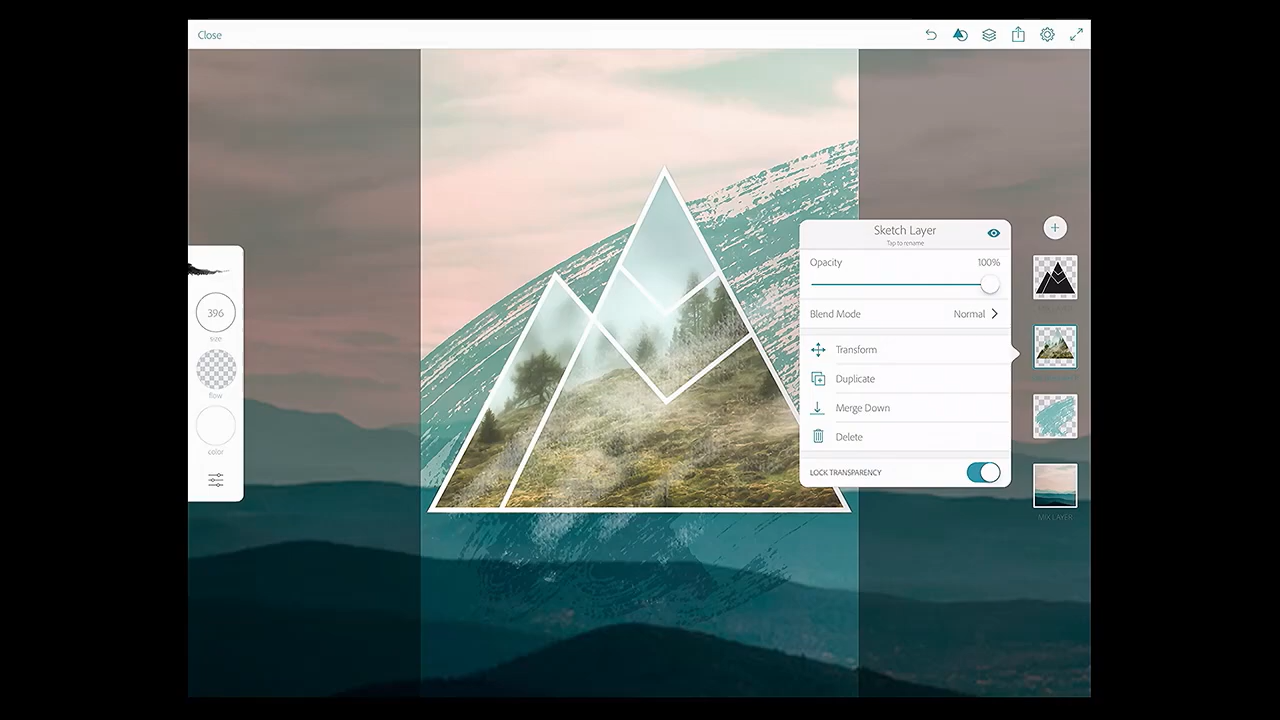 Close
Sketch Layer
Tap to rename
Opacity 100%
Blend Mode Normal
396
size
Transform
flow
Duplicate
Merge Down
Delete
color
LOCK TRANSPARENCY
MIX LAYER